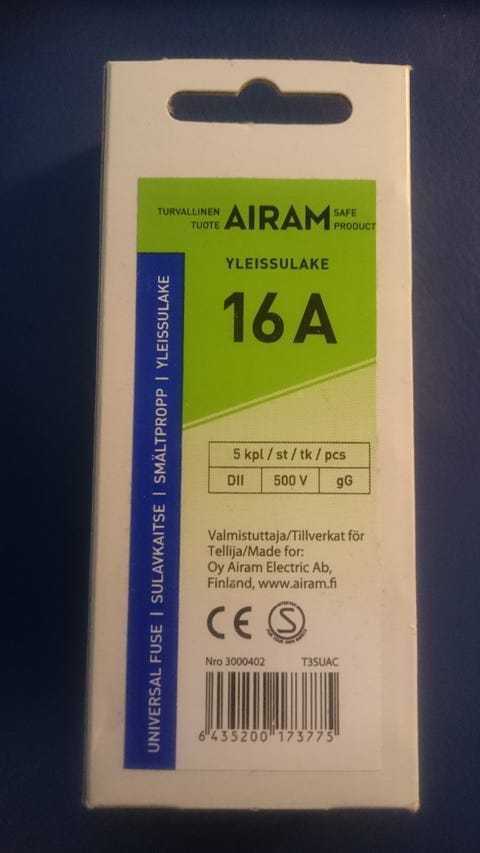 TURVALLINEN TUOTE
AIRAM
SAFE PRODUCT
YLEISSULAKE
16 A
UNIVERSAL FUSE | SULAVKAITSE | SMÄLTPROPP | YLEISSULAKE
5 kpl / st / tk / pcs
DII 500 V gG
Valmistuttaja/Tillverkat för
Tellija/Made for:
Oy Airam Electric Ab,
Finland, www.airam.fi
CE S
Nro 3000402 T3SUAC
6 435200 173775